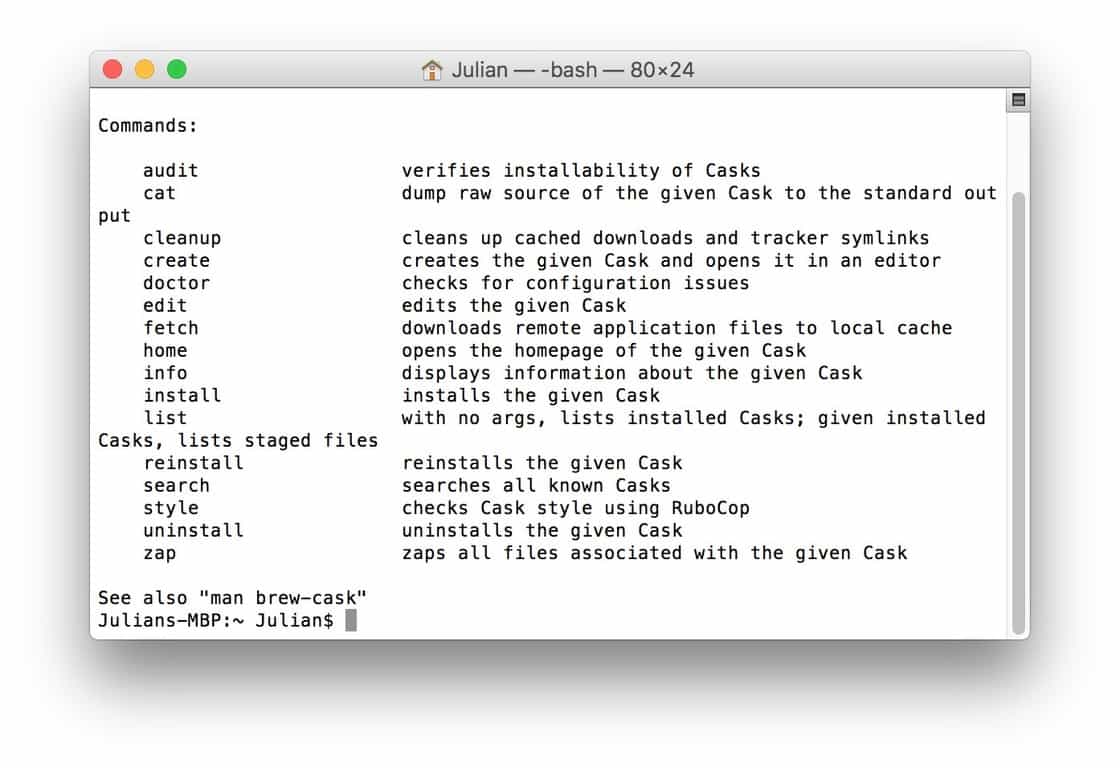 Julian — -bash — 80×24
Commands:
audit verifies installability of Casks
cat dump raw source of the given Cask to the standard out
put
cleanup cleans up cached downloads and tracker symlinks
create creates the given Cask and opens it in an editor
doctor checks for configuration issues
edit edits the given Cask
fetch downloads remote application files to local cache
home opens the homepage of the given Cask
info displays information about the given Cask
install installs the given Cask
list with no args, lists installed Casks; given installed
Casks, lists staged files
reinstall reinstalls the given Cask
search searches all known Casks
style checks Cask style using RuboCop
uninstall uninstalls the given Cask
zap zaps all files associated with the given Cask
See also "man brew-cask"
Julians-MBP:~ Julian$